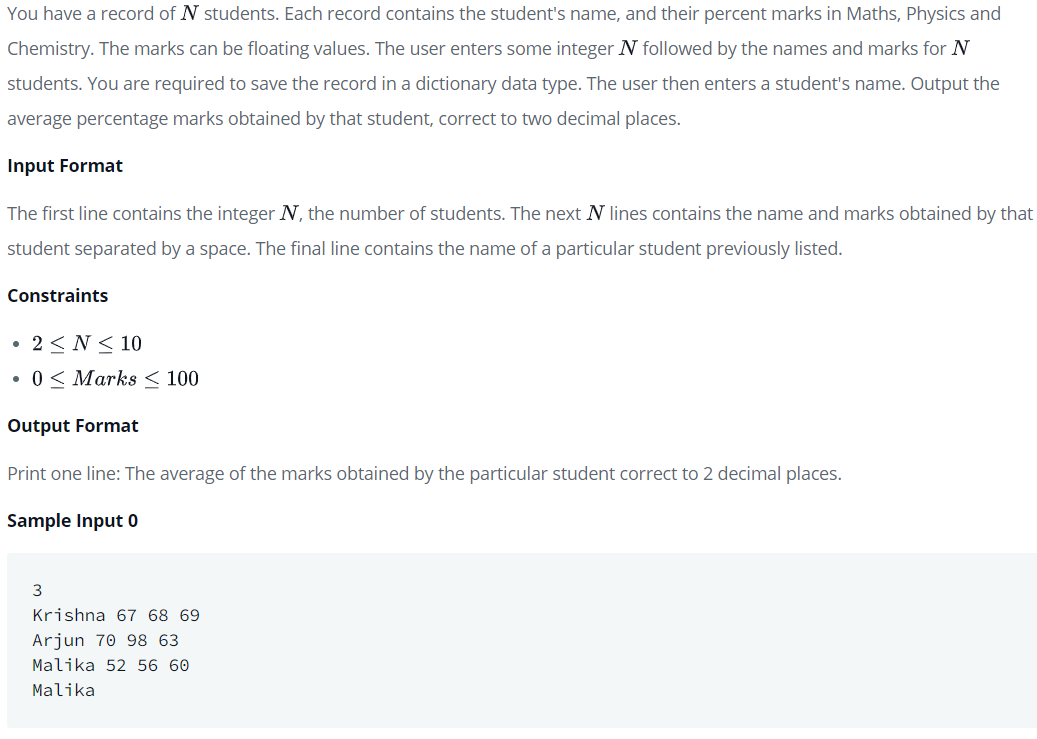 You have a record of N students. Each record contains the student's name, and their percent marks in Maths, Physics and
Chemistry. The marks can be floating values. The user enters some integer N followed by the names and marks for N
students. You are required to save the record in a dictionary data type. The user then enters a student's name. Output the
average percentage marks obtained by that student, correct to two decimal places.
Input Format
The first line contains the integer N, the number of students. The next N lines contains the name and marks obtained by that
student separated by a space. The final line contains the name of a particular student previously listed.
Constraints
• 2 ≤ N ≤ 10
• 0 ≤ Marks ≤ 100
Output Format
Print one line: The average of the marks obtained by the particular student correct to 2 decimal places.
Sample Input 0
3
Krishna 67 68 69
Arjun 70 98 63
Malika 52 56 60
Malika